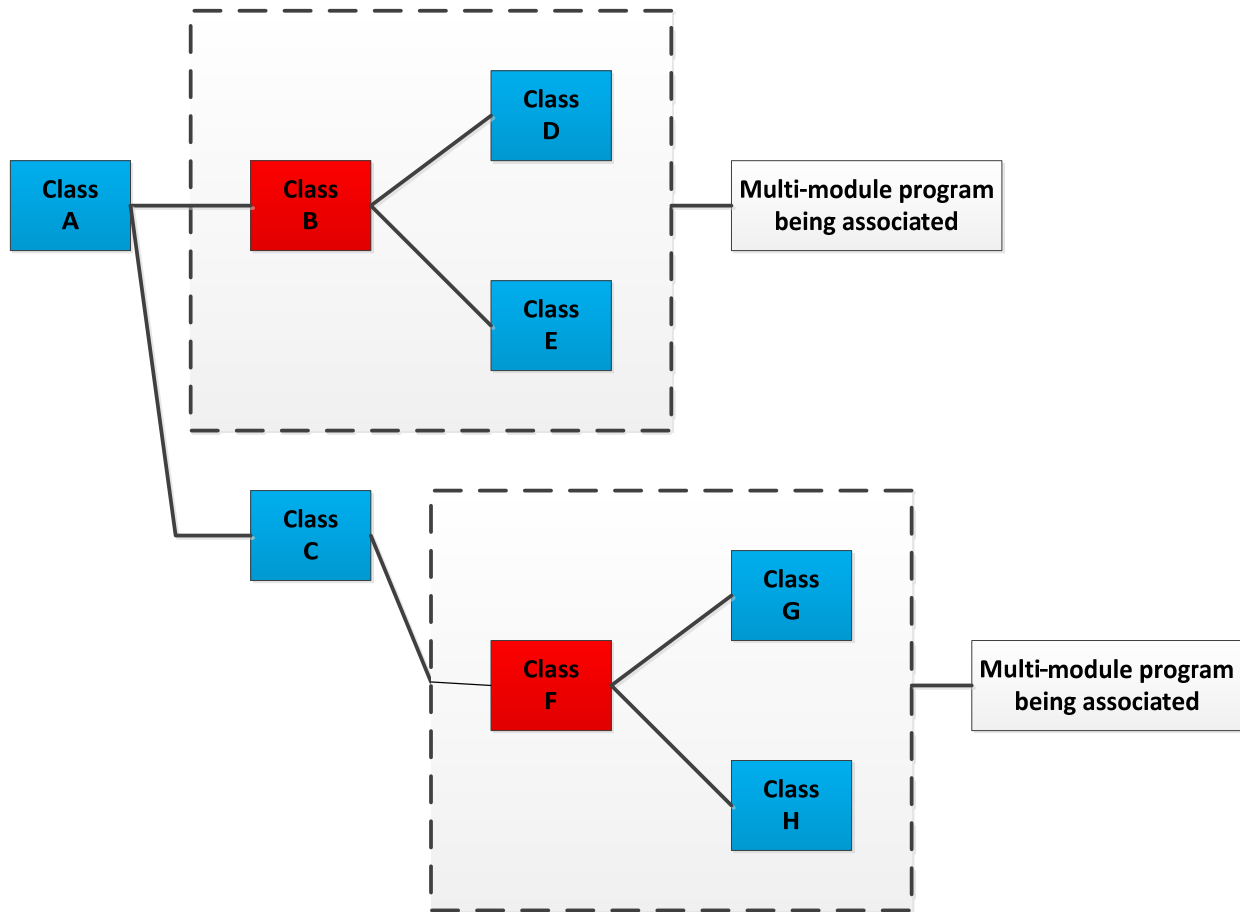 Class
D
Class
A
Class
B
Multi-module program
being associated
Class
E
Class
C
Class
G
Class
F
Multi-module program
being associated
Class
H